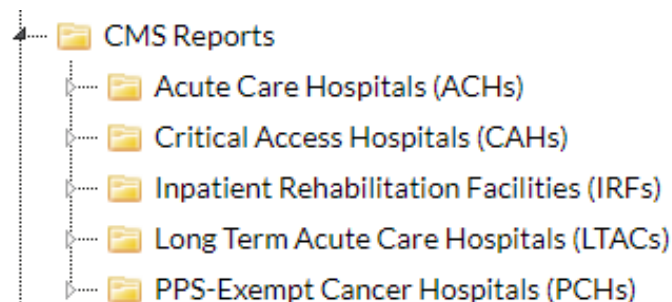 CMS Reports
Acute Care Hospitals (ACHs)
Critical Access Hospitals (CAHs)
Inpatient Rehabilitation Facilities (IRFs)
Long Term Acute Care Hospitals (LTACs)
PPS-Exempt Cancer Hospitals (PCHs)